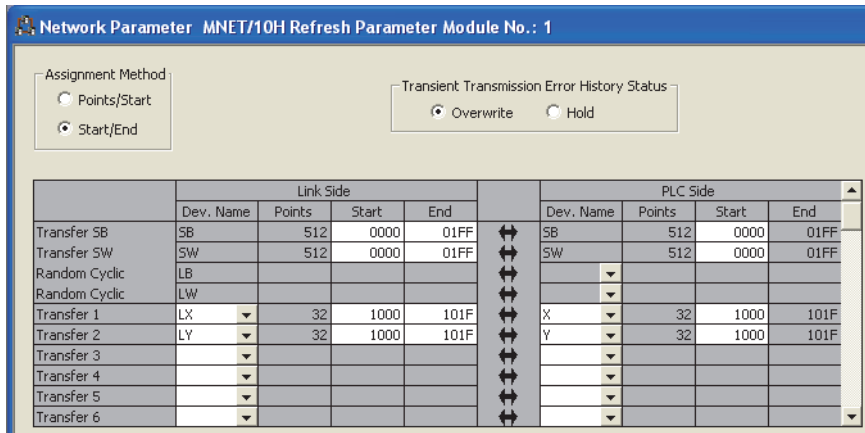 Network Parameter MNET/10H Refresh Parameter Module No.: 1
Assignment Method
Points/Start
Start/End
Transient Transmission Error History Status
Overwrite Hold
Link Side PLC Side
Dev. Name Points Start End Dev. Name Points Start End
Transfer SB SB 512 0000 01FF SB 512 0000 01FF
Transfer SW SW 512 0000 01FF SW 512 0000 01FF
Random Cyclic LB
Random Cyclic LW
Transfer 1 LX 32 1000 101F X 32 1000 101F
Transfer 2 LY 32 1000 101F Y 32 1000 101F
Transfer 3
Transfer 4
Transfer 5
Transfer 6